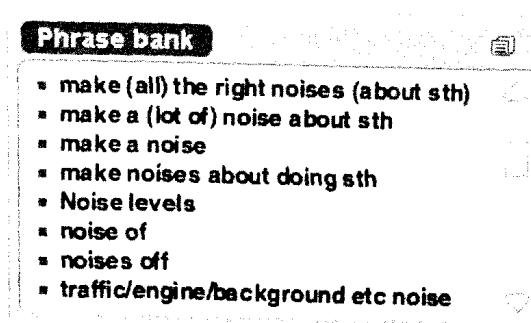 Phrase bank
▪ make (all) the right noises (about sth)
▪ make a (lot of) noise about sth
▪ make a noise
▪ make noises about doing sth
▪ Noise levels
▪ noise of
▪ noises off
▪ traffic/engine/background etc noise